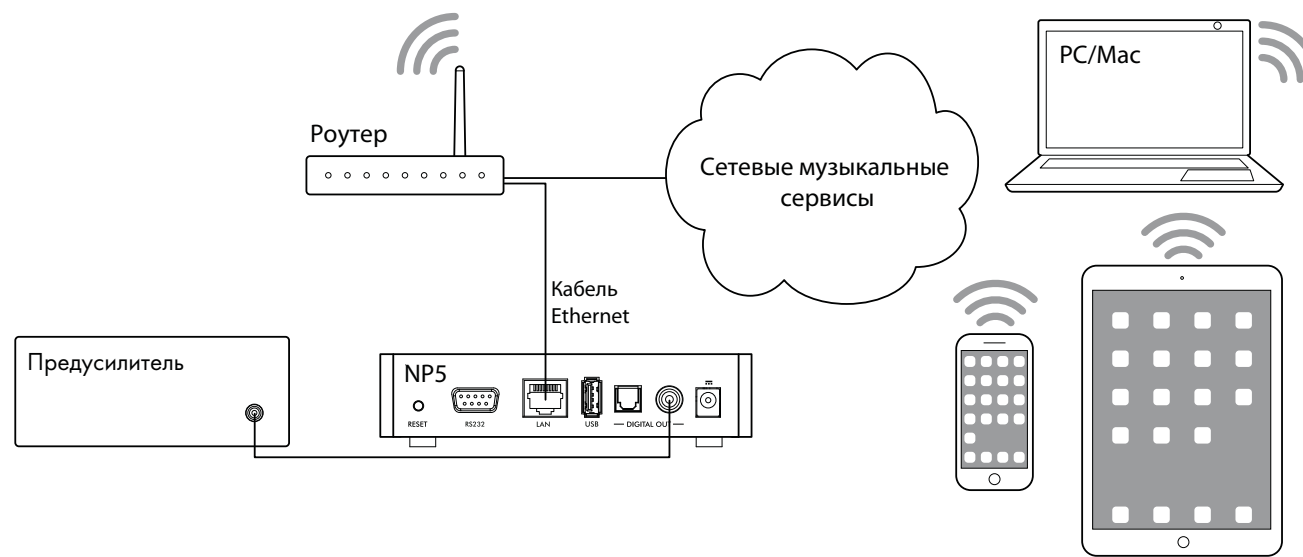 PC/Mac
Роутер
Сетевые музыкальные
сервисы
Кабель
Ethernet
Предусилитель
NP5
RESET
RS232
LAN
USB
DIGITAL OUT